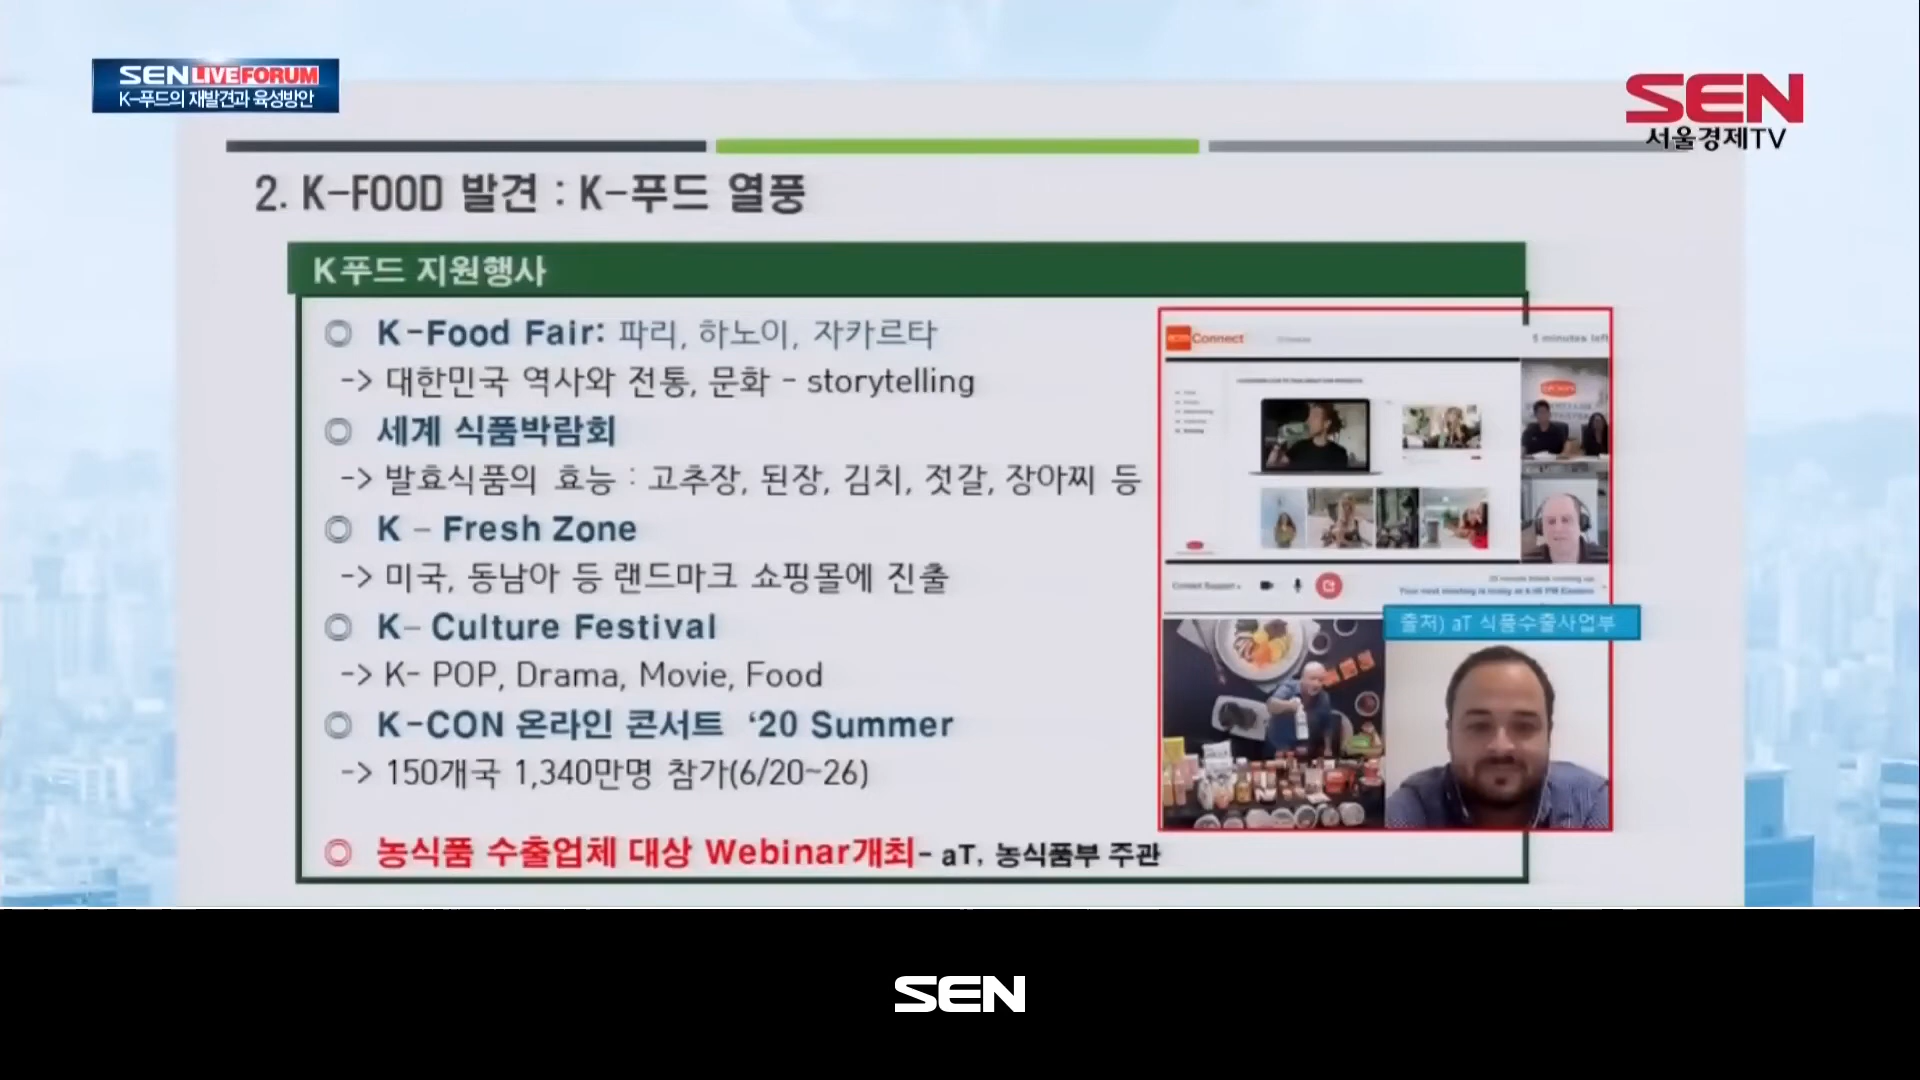 SEN LIVE FORUM
K-푸드의 재발견과 육성방안
SEN
서울경제TV
2. K-FOOD 발견 : K-푸드 열풍
K푸드 지원행사
◎ K-Food Fair: 파리, 하노이, 자카르타
-> 대한민국 역사와 전통, 문화 - storytelling
◎ 세계 식품박람회
-> 발효식품의 효능 : 고추장, 된장, 김치, 젓갈, 장아찌 등
◎ K - Fresh Zone
-> 미국, 동남아 등 랜드마크 쇼핑몰에 진출
◎ K- Culture Festival
-> K- POP, Drama, Movie, Food
◎ K-CON 온라인 콘서트 ‘20 Summer
-> 150개국 1,340만명 참가(6/20~26)
◎ 농식품 수출업체 대상 Webinar개최- aT, 농식품부 주관
Connect
5 minutes left
출저) aT 식품수출사업부
SEN